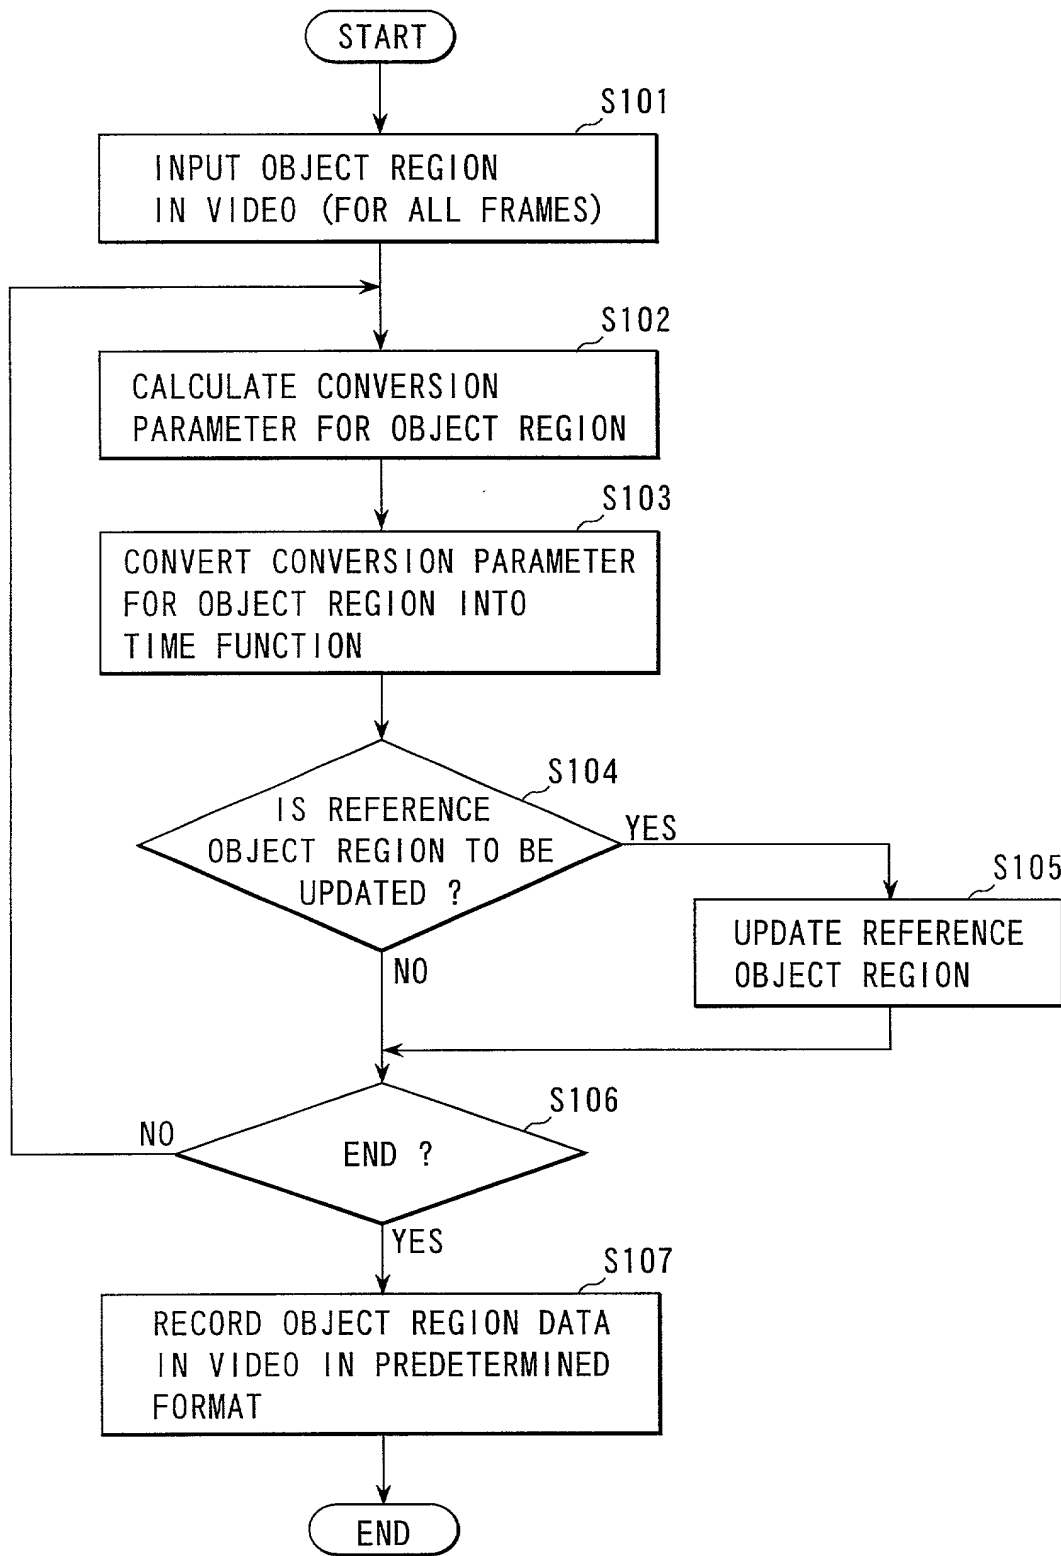 START
S101
INPUT OBJECT REGION
IN VIDEO (FOR ALL FRAMES)
S102
CALCULATE CONVERSION
PARAMETER FOR OBJECT REGION
S103
CONVERT CONVERSION PARAMETER
FOR OBJECT REGION INTO
TIME FUNCTION
S104
IS REFERENCE
OBJECT REGION TO BE
UPDATED ?
YES
S105
UPDATE REFERENCE
OBJECT REGION
NO
S106
END ?
NO
YES
S107
RECORD OBJECT REGION DATA
IN VIDEO IN PREDETERMINED
FORMAT
END